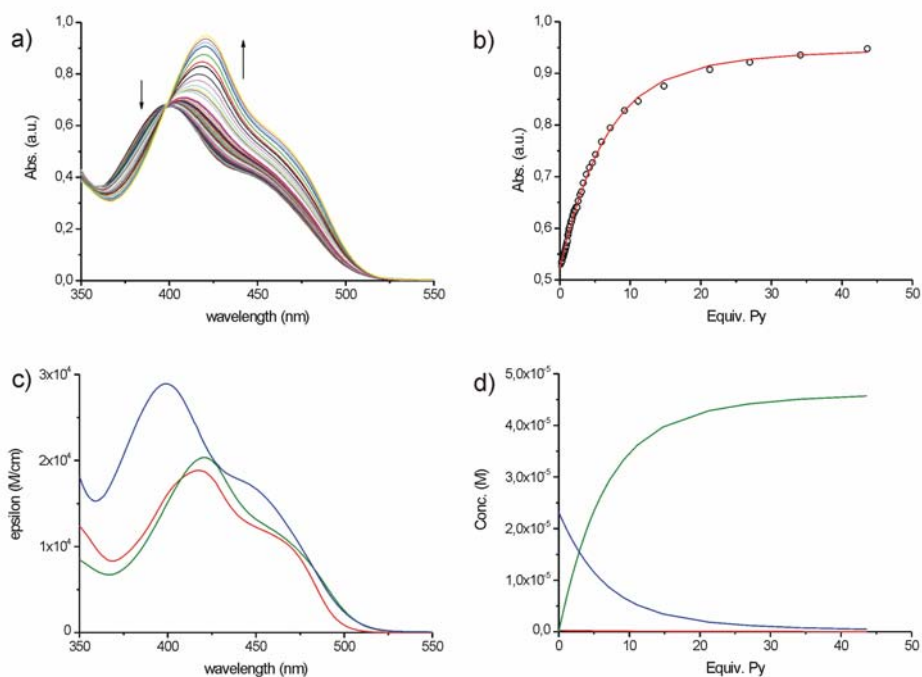 a)
1,0
0,8
0,6
0,4
0,2
0,0
Abs. (a.u.)
350 400 450 500 550
wavelength (nm)
b)
1,0
0,9
0,8
0,7
0,6
0,5
Abs. (a.u.)
0 10 20 30 40 50
Equiv. Py
c)
3x10⁴
2x10⁴
1x10⁴
0
epsilon (M/cm)
350 400 450 500 550
wavelength (nm)
d)
5,0x10⁻⁵
4,0x10⁻⁵
3,0x10⁻⁵
2,0x10⁻⁵
1,0x10⁻⁵
0,0
Conc. (M)
0 10 20 30 40 50
Equiv. Py